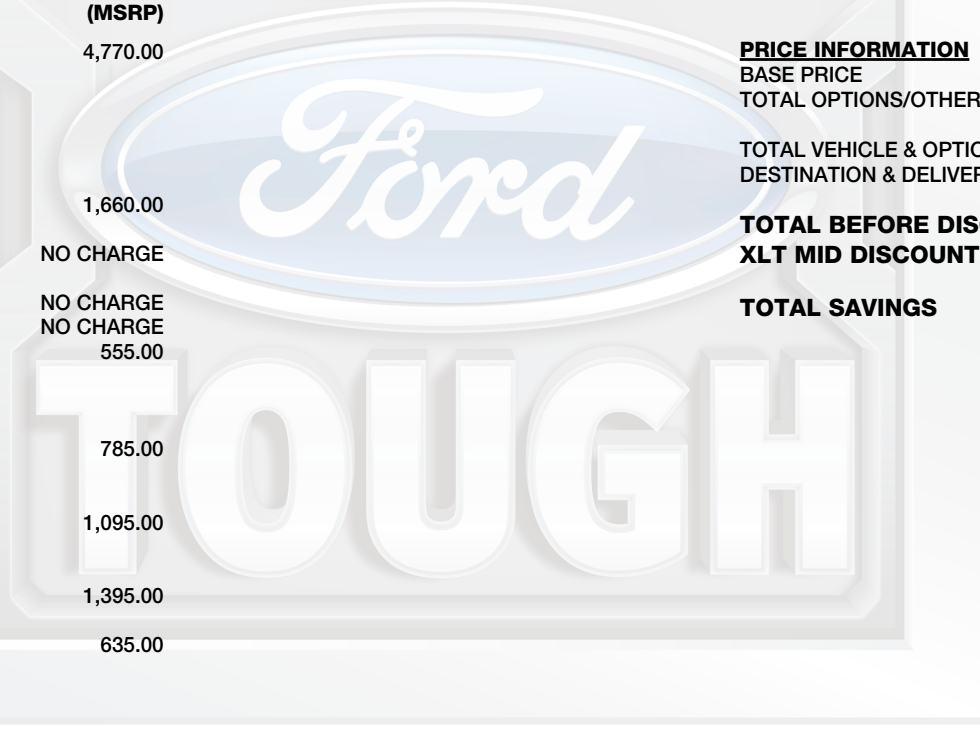 (MSRP)
4,770.00
1,660.00
NO CHARGE
NO CHARGE
NO CHARGE
555.00
785.00
1,095.00
1,395.00
635.00
PRICE INFORMATION
BASE PRICE
TOTAL OPTIONS/OTHER
TOTAL VEHICLE & OPTIO
DESTINATION & DELIVER
TOTAL BEFORE DIS
XLT MID DISCOUNT
TOTAL SAVINGS
Ford
TOUGH